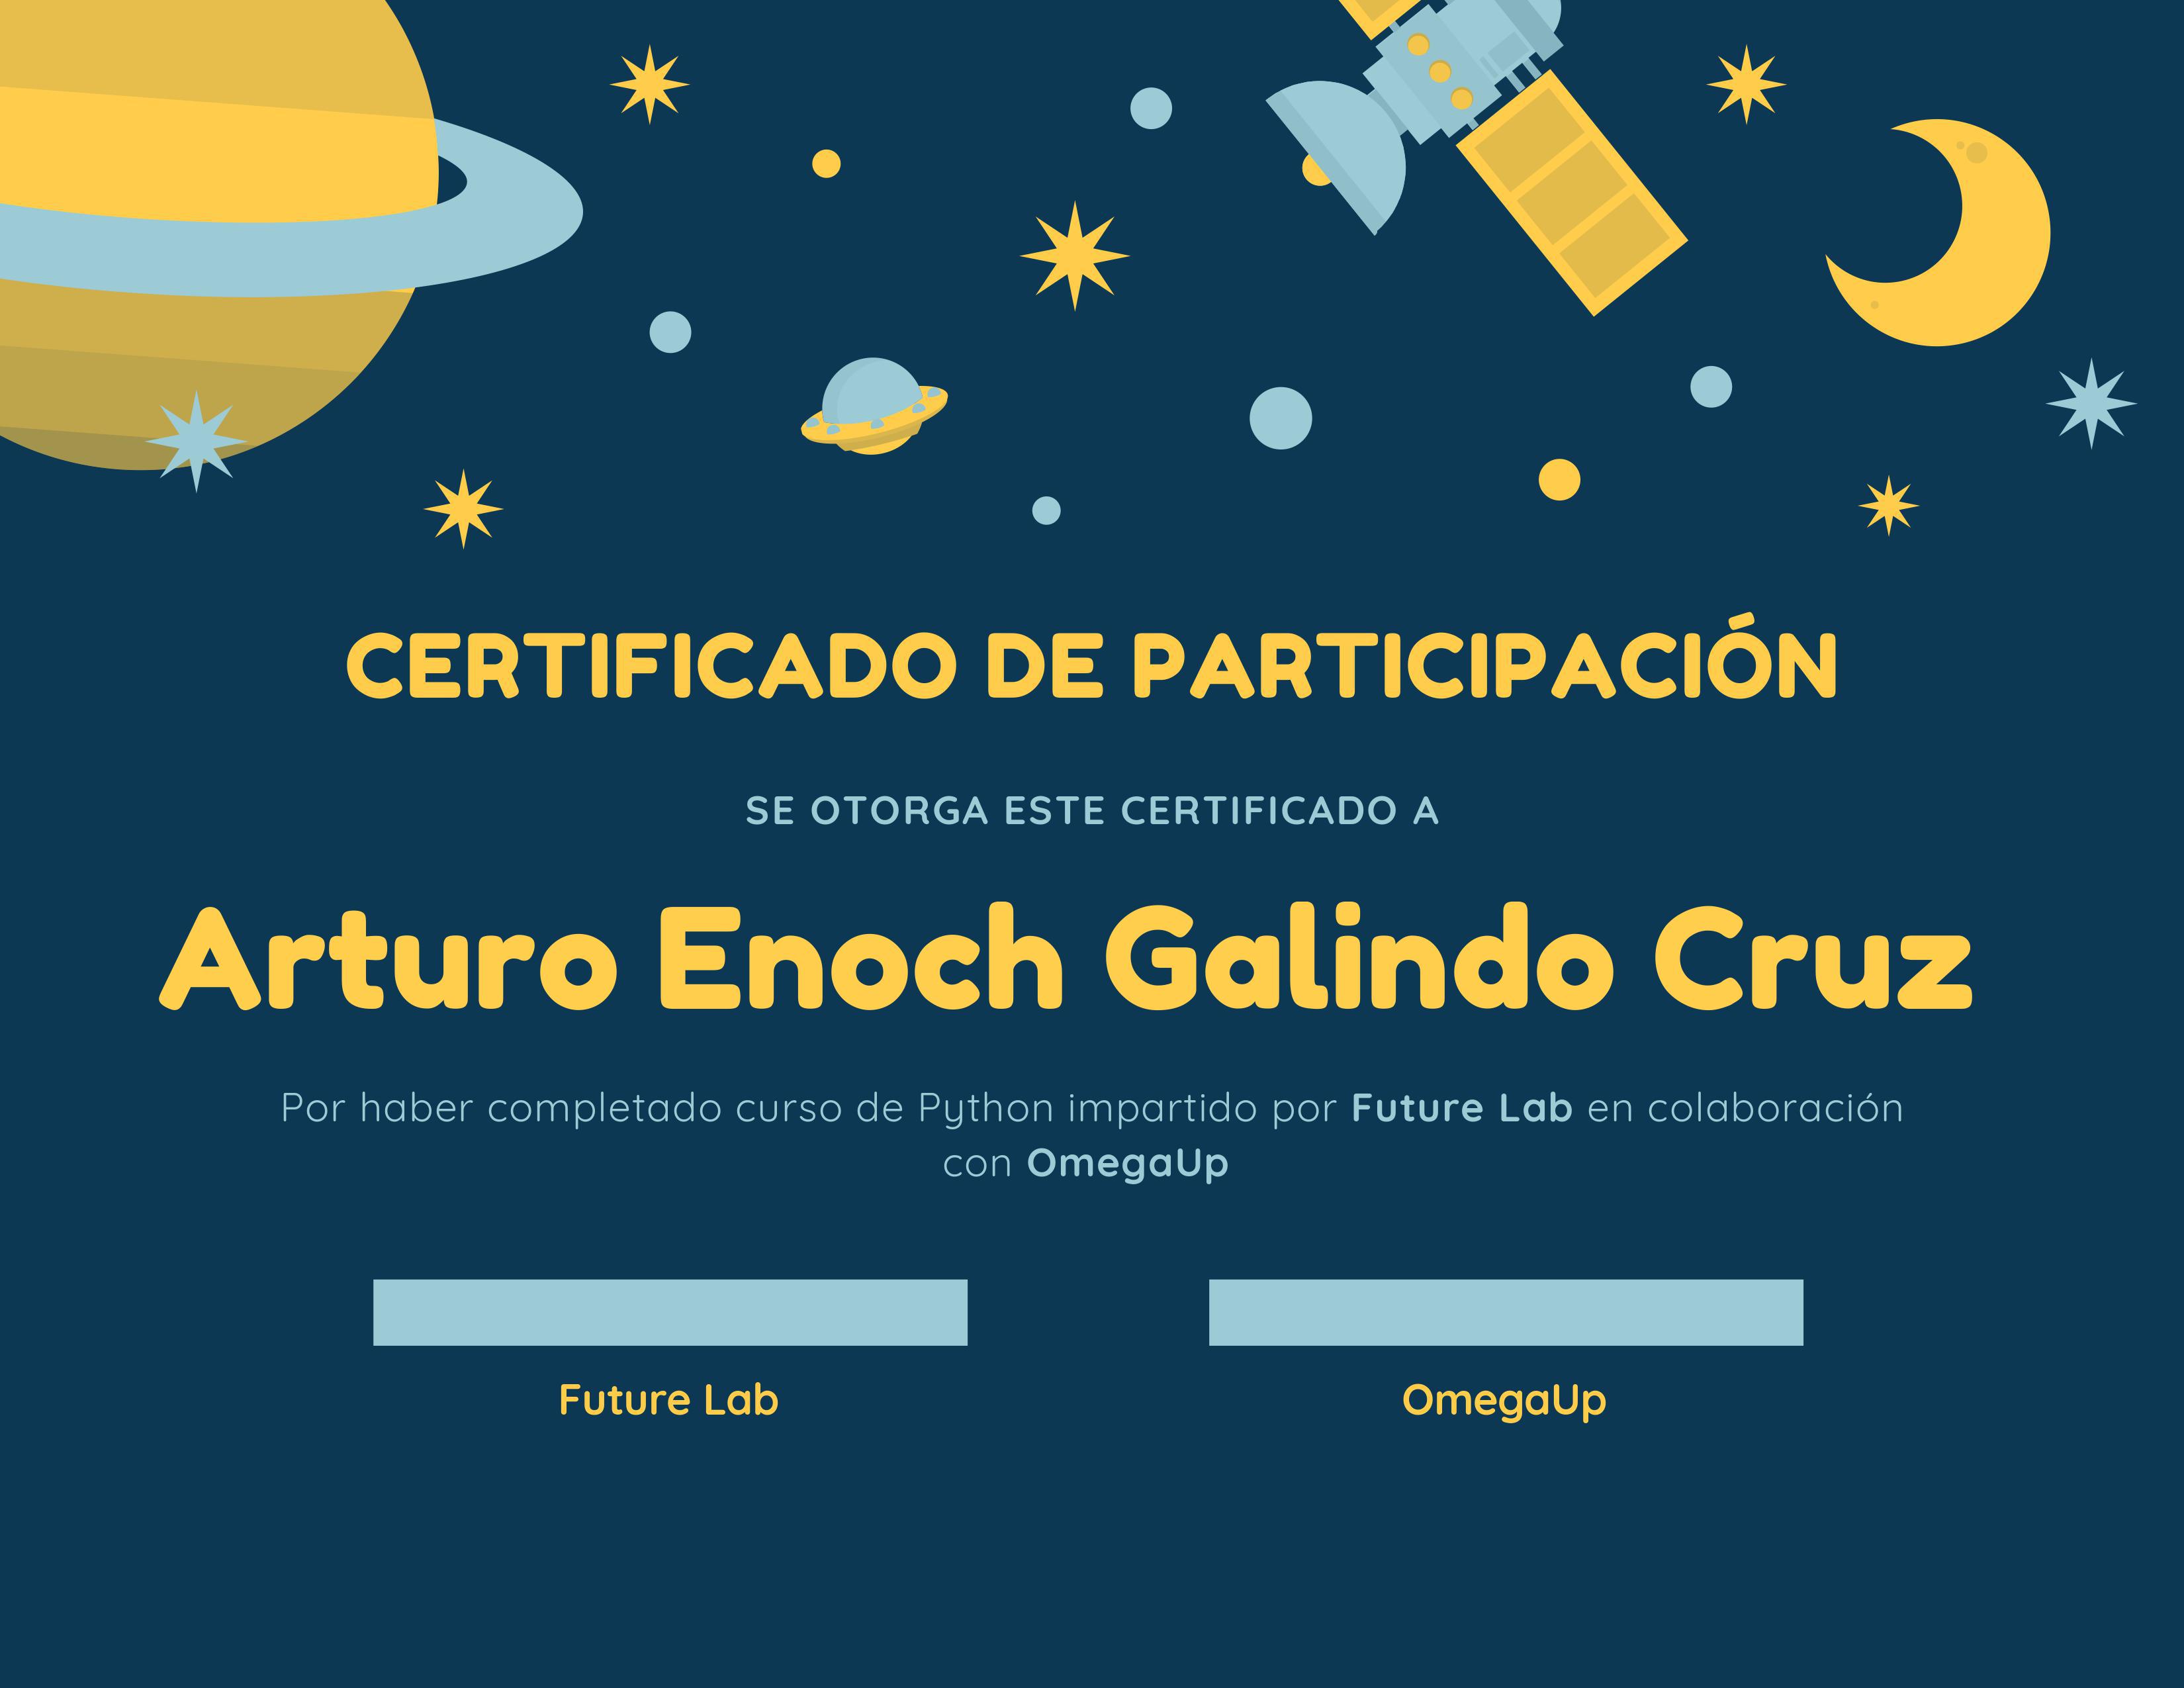 CERTIFICADO DE PARTICIPACIÓN
SE OTORGA ESTE CERTIFICADO A
Arturo Enoch Galindo Cruz
Por haber completado curso de Python impartido por Future Lab en colaboración
con OmegaUp
Future Lab
OmegaUp